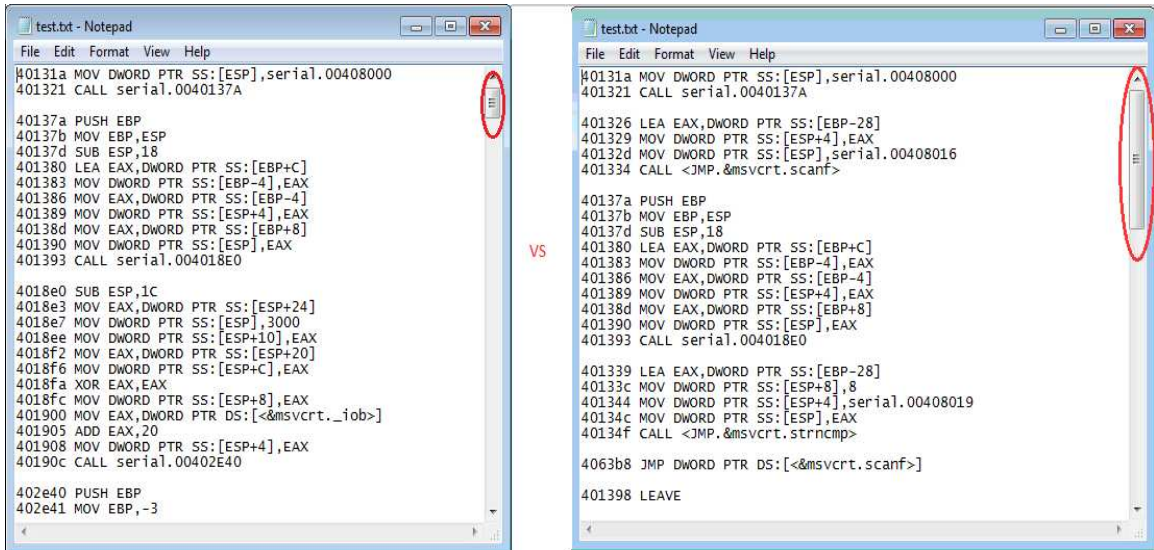 test.txt - Notepad
File Edit Format View Help
40131a MOV DWORD PTR SS:[ESP],serial.00408000
401321 CALL serial.0040137A
40137a PUSH EBP
40137b MOV EBP,ESP
40137d SUB ESP,18
401380 LEA EAX,DWORD PTR SS:[EBP+C]
401383 MOV DWORD PTR SS:[EBP-4],EAX
401386 MOV EAX,DWORD PTR SS:[EBP-4]
401389 MOV DWORD PTR SS:[ESP+4],EAX
40138d MOV EAX,DWORD PTR SS:[EBP+8]
401390 MOV DWORD PTR SS:[ESP],EAX
401393 CALL serial.004018E0
4018e0 SUB ESP,1C
4018e3 MOV EAX,DWORD PTR SS:[ESP+24]
4018e7 MOV DWORD PTR SS:[ESP],3000
4018ee MOV DWORD PTR SS:[ESP+10],EAX
4018f2 MOV EAX,DWORD PTR SS:[ESP+20]
4018f6 MOV DWORD PTR SS:[ESP+C],EAX
4018fa XOR EAX,EAX
4018fc MOV DWORD PTR SS:[ESP+8],EAX
401900 MOV EAX,DWORD PTR DS:[<&msvcrt._iob>]
401905 ADD EAX,20
401908 MOV DWORD PTR SS:[ESP+4],EAX
40190c CALL serial.00402E40
402e40 PUSH EBP
402e41 MOV EBP,-3
VS
test.txt - Notepad
File Edit Format View Help
40131a MOV DWORD PTR SS:[ESP],serial.00408000
401321 CALL serial.0040137A
401326 LEA EAX,DWORD PTR SS:[EBP-28]
401329 MOV DWORD PTR SS:[ESP+4],EAX
40132d MOV DWORD PTR SS:[ESP],serial.00408016
401334 CALL <JMP.&msvcrt.scanf>
40137a PUSH EBP
40137b MOV EBP,ESP
40137d SUB ESP,18
401380 LEA EAX,DWORD PTR SS:[EBP+C]
401383 MOV DWORD PTR SS:[EBP-4],EAX
401386 MOV EAX,DWORD PTR SS:[EBP-4]
401389 MOV DWORD PTR SS:[ESP+4],EAX
40138d MOV EAX,DWORD PTR SS:[EBP+8]
401390 MOV DWORD PTR SS:[ESP],EAX
401393 CALL serial.004018E0
401339 LEA EAX,DWORD PTR SS:[EBP-28]
40133c MOV DWORD PTR SS:[ESP+8],8
401344 MOV DWORD PTR SS:[ESP+4],serial.00408019
40134c MOV DWORD PTR SS:[ESP],EAX
40134f CALL <JMP.&msvcrt.strncmp>
4063b8 JMP DWORD PTR DS:[<&msvcrt.scanf>]
401398 LEAVE